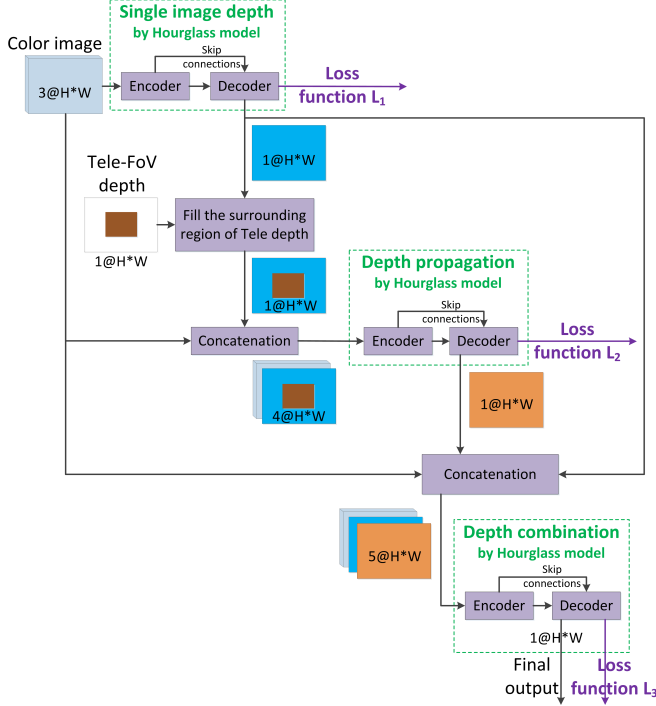 Single image depth
by Hourglass model
Color image
Skip
connections
Loss
function L₁
3@H*W
Encoder
Decoder
1@H*W
Tele-FoV
depth
Fill the surrounding
region of Tele depth
1@H*W
Depth propagation
by Hourglass model
1@H*W
Skip
connections
Loss
function L₂
Concatenation
Encoder
Decoder
4@H*W
1@H*W
Concatenation
Depth combination
by Hourglass model
5@H*W
Skip
connections
Encoder
Decoder
1@H*W
Final
output
Loss
function L₃